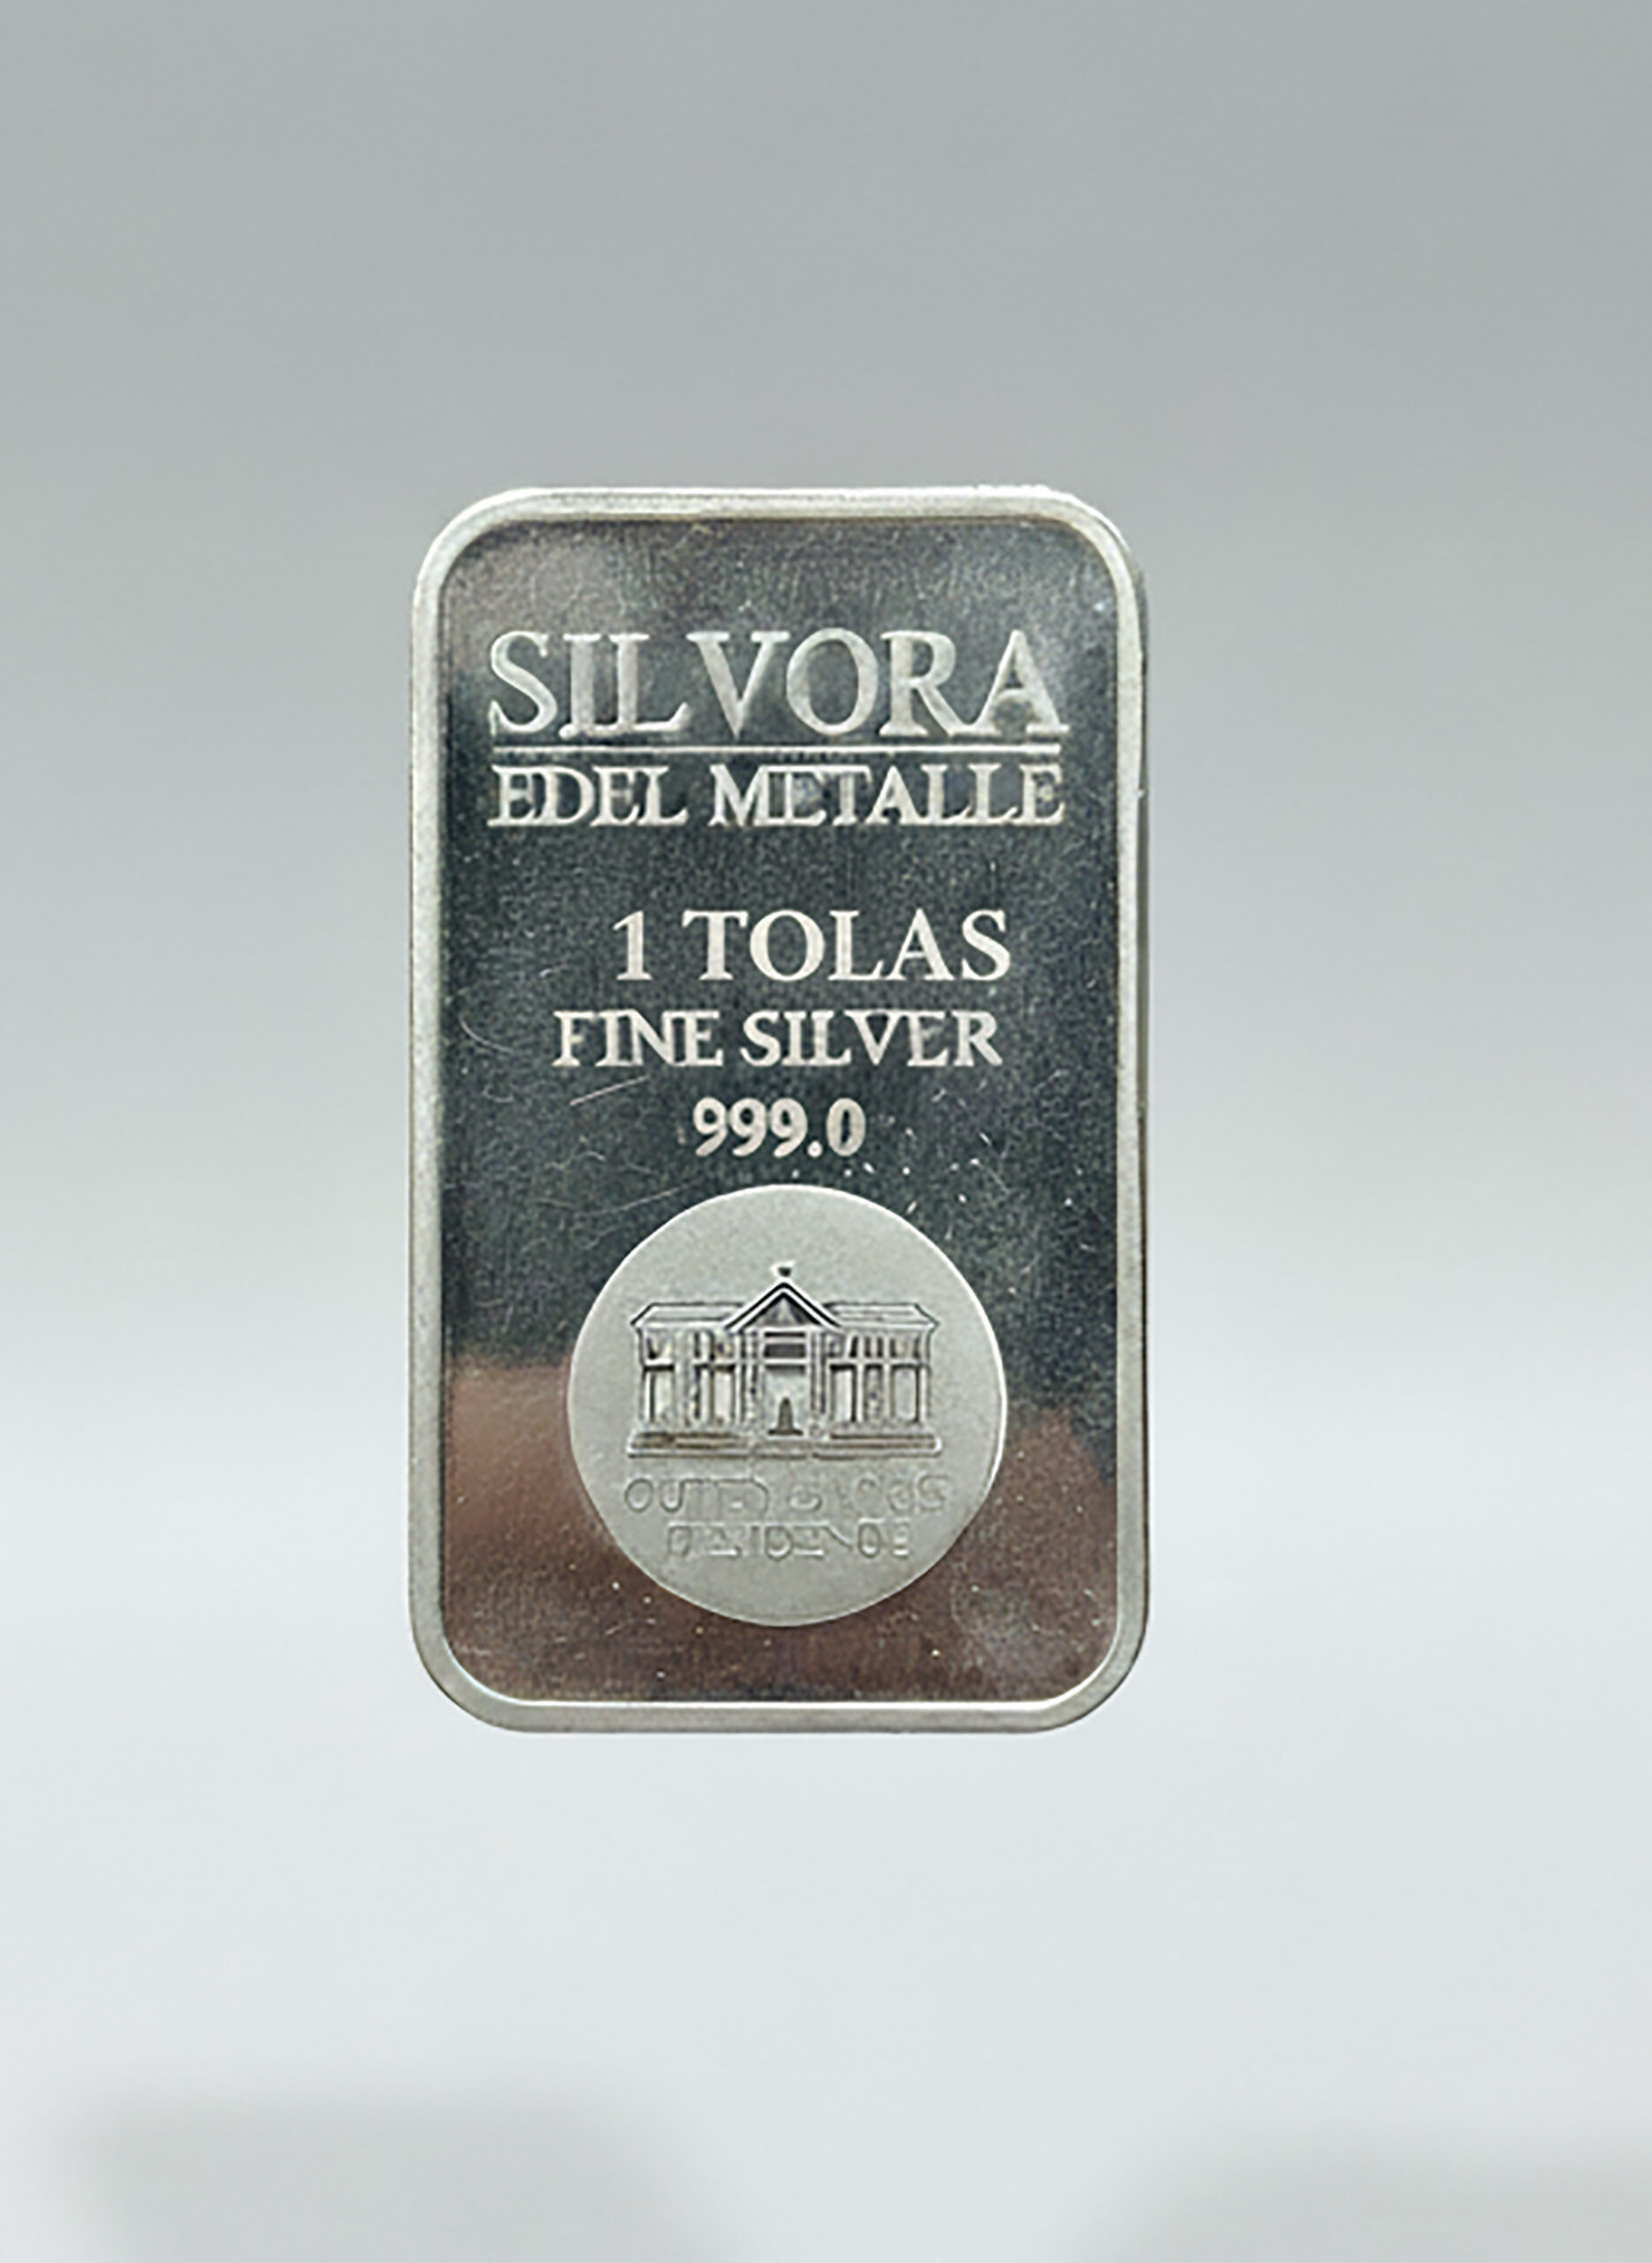 SILVORA
EDEL METALLE
1 TOLAS
FINE SILVER
999.0